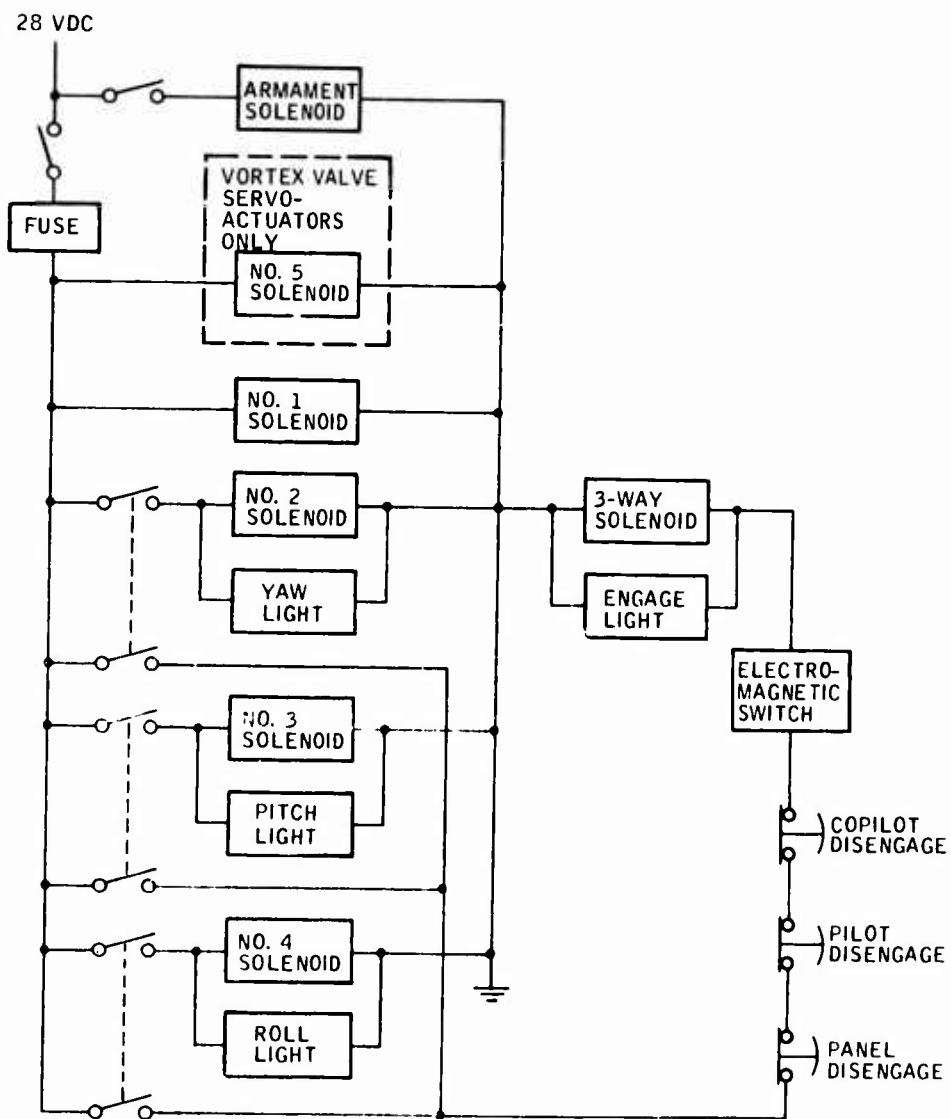 28 VDC
ARMAMENT
SOLENOID
VORTEX VALVE
SERVO-
ACTUATORS
ONLY
FUSE
NO. 5
SOLENOID
NO. 1
SOLENOID
NO. 2
SOLENOID
3-WAY
SOLENOID
YAW
LIGHT
ENGAGE
LIGHT
ELECTRO-
MAGNETIC
SWITCH
NO. 3
SOLENOID
PITCH
LIGHT
COPILOT
DISENGAGE
NO. 4
SOLENOID
PILOT
DISENGAGE
ROLL
LIGHT
PANEL
DISENGAGE